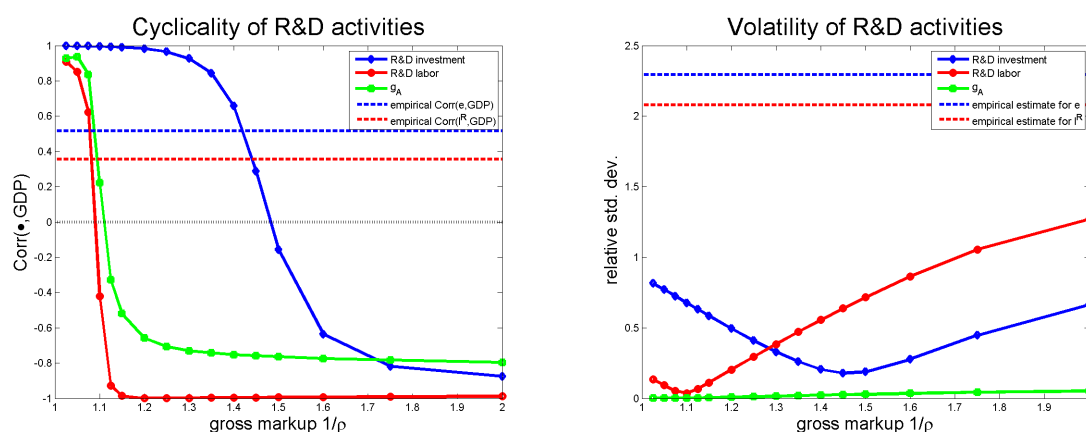 Cyclicality of R&D activities
1
0.8
0.6
0.4
0.2
0
-0.2
-0.4
-0.6
-0.8
-1
Corr(•,GDP)
R&D investment
R&D labor
g_A
empirical Corr(e,GDP)
empirical Corr(l^R,GDP)
1 1.1 1.2 1.3 1.4 1.5 1.6 1.7 1.8 1.9 2
gross markup 1/ρ
Volatility of R&D activities
2.5
2
1.5
1
0.5
0
relative std. dev.
R&D investment
R&D labor
g_A
empirical estimate for e
empirical estimate for l^R
1 1.1 1.2 1.3 1.4 1.5 1.6 1.7 1.8 1.9
gross markup 1/ρ